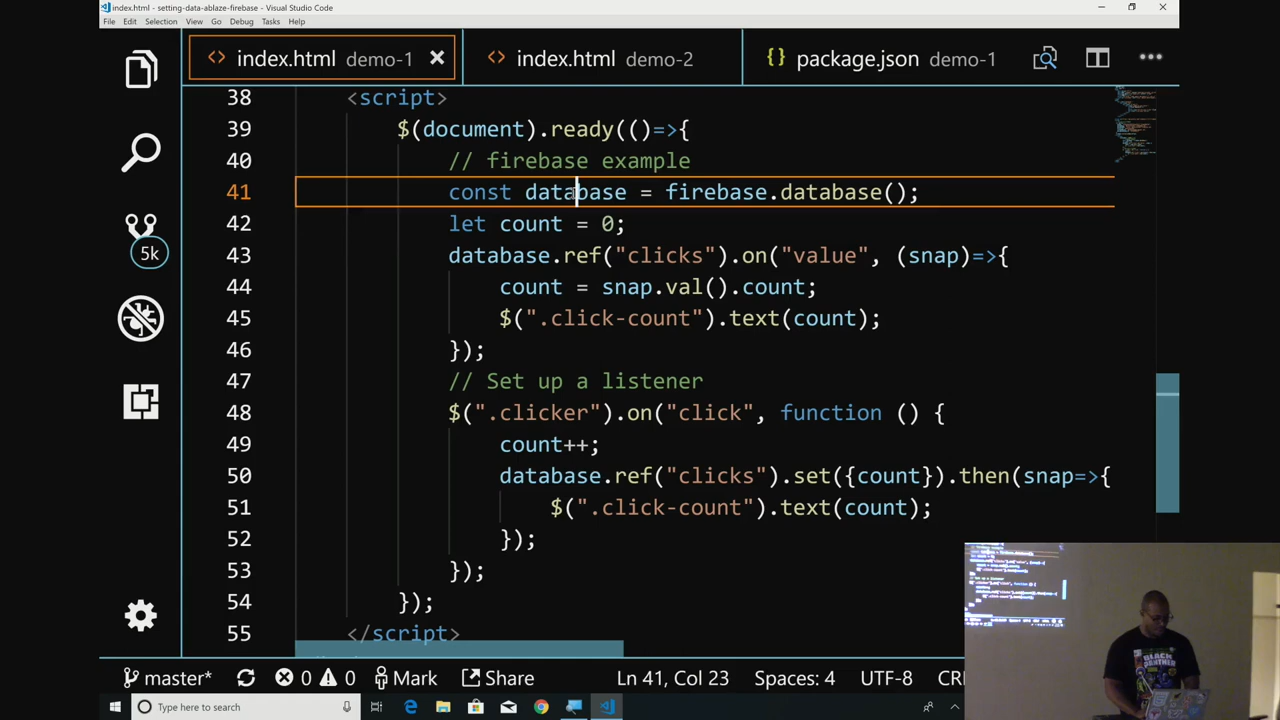 index.html - setting-data-ablaze-firebase - Visual Studio Code
File Edit Selection View Go Debug Tasks Help
index.html demo-1
index.html demo-2
{} package.json demo-1
38 <script>
39 $(document).ready(()=>{
40 // firebase example
41 const database = firebase.database();
42 let count = 0;
43 database.ref("clicks").on("value", (snap)=>{
44 count = snap.val().count;
45 $(".click-count").text(count);
46 });
47 // Set up a listener
48 $(".clicker").on("click", function () {
49 count++;
50 database.ref("clicks").set({count}).then(snap=>{
51 $(".click-count").text(count);
52 });
53 });
54 });
55 </script>
5k
master* 0 0 Mark Share Ln 41, Col 23 Spaces: 4 UTF-8
Type here to search
BLACK PANTHER